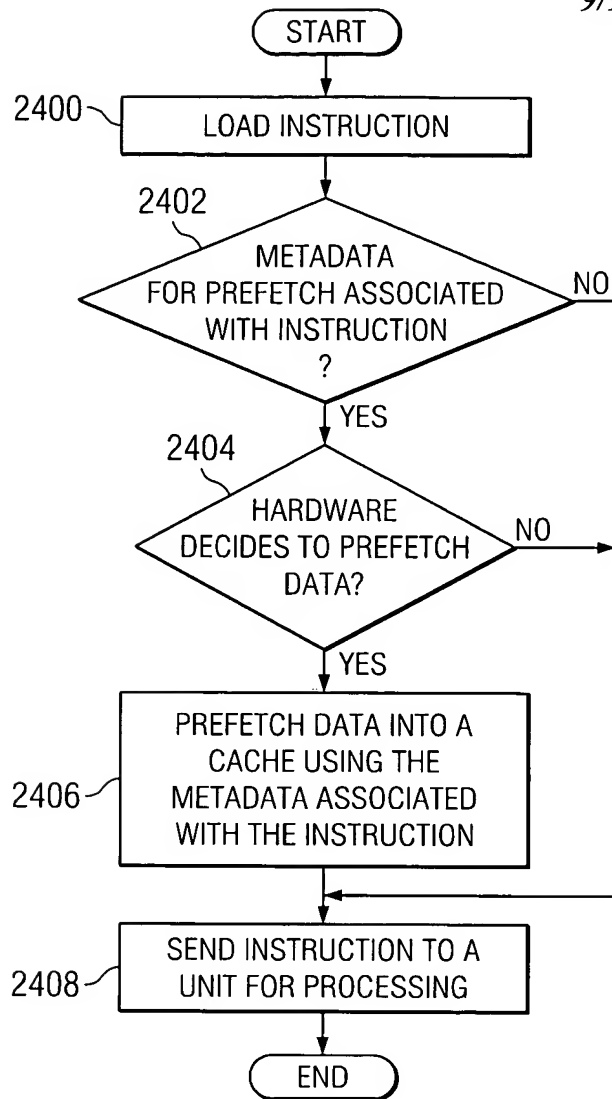 9/
START
2400
LOAD INSTRUCTION
2402
METADATA
FOR PREFETCH ASSOCIATED
WITH INSTRUCTION
?
NO
YES
2404
HARDWARE
DECIDES TO PREFETCH
DATA?
NO
YES
2406
PREFETCH DATA INTO A
CACHE USING THE
METADATA ASSOCIATED
WITH THE INSTRUCTION
2408
SEND INSTRUCTION TO A
UNIT FOR PROCESSING
END